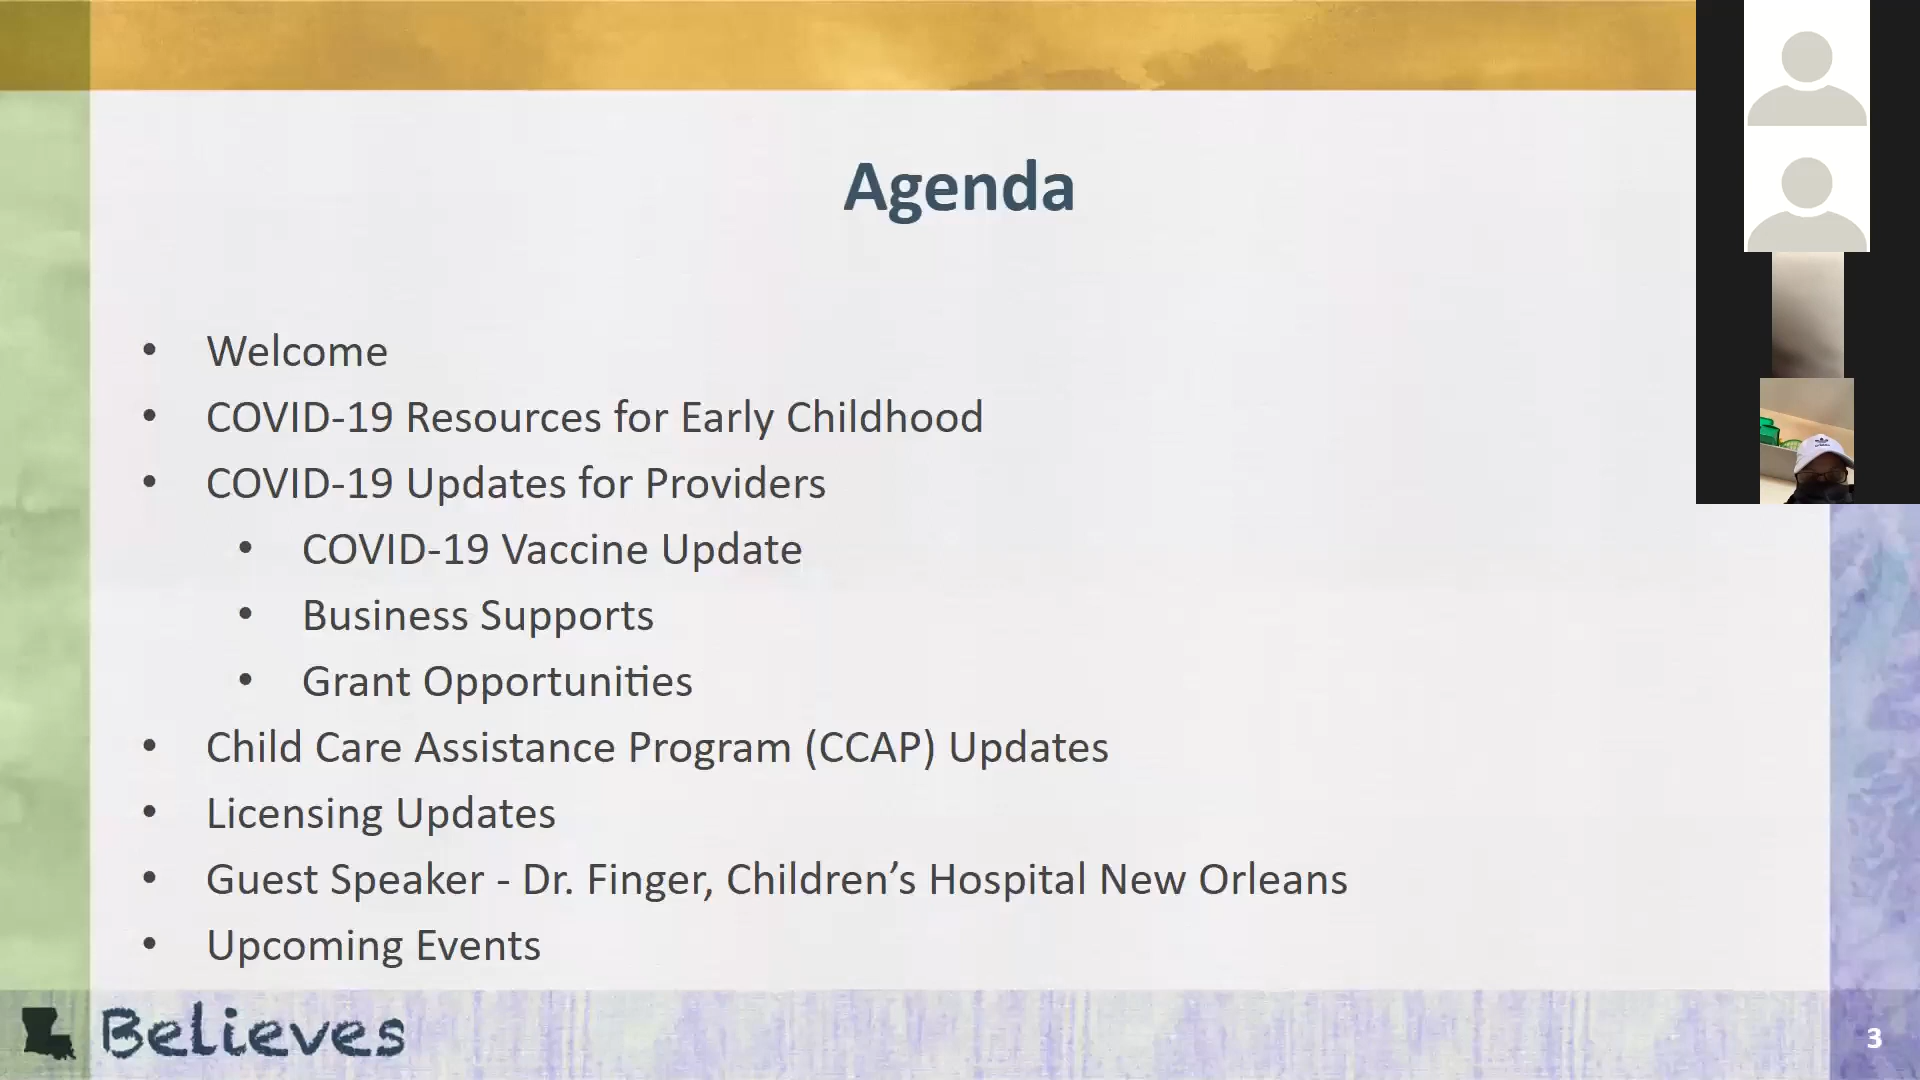 Agenda
• Welcome
• COVID-19 Resources for Early Childhood
• COVID-19 Updates for Providers
• COVID-19 Vaccine Update
• Business Supports
• Grant Opportunities
• Child Care Assistance Program (CCAP) Updates
• Licensing Updates
• Guest Speaker - Dr. Finger, Children’s Hospital New Orleans
• Upcoming Events
Believes
3